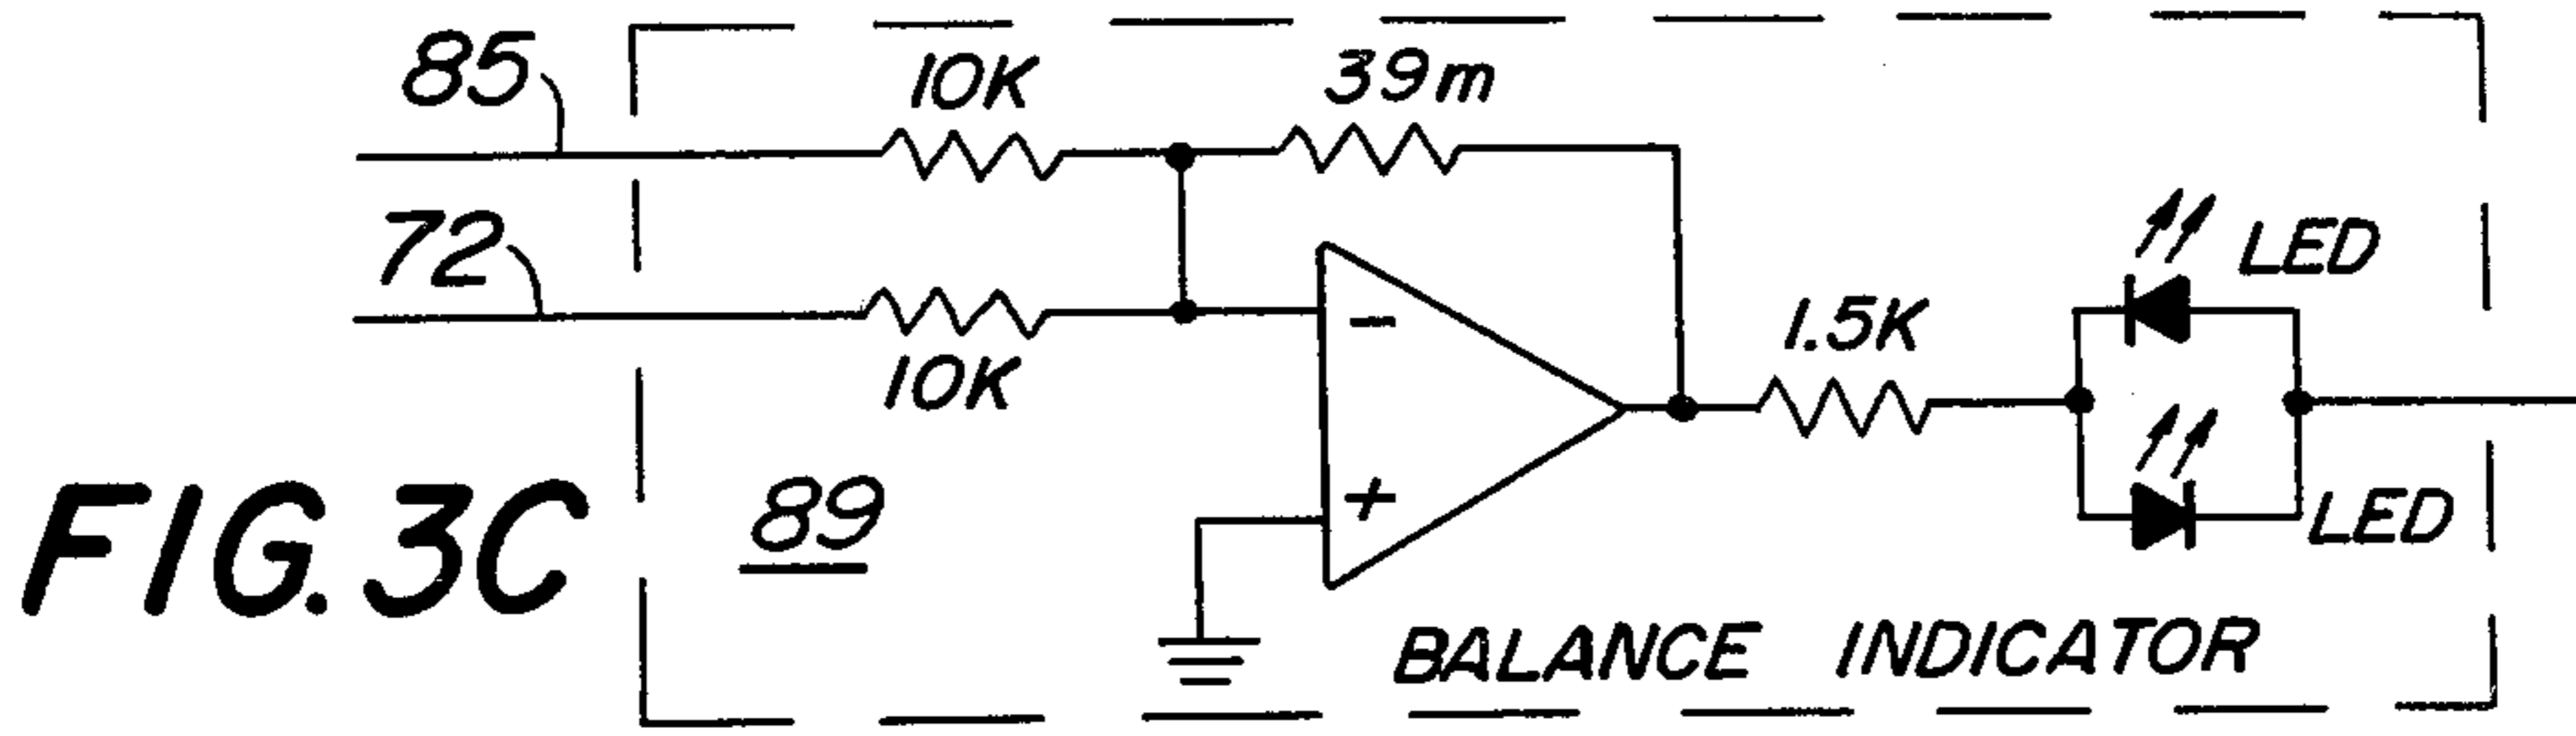 85
10K
39m
72
10K
-
+
1.5K
LED
LED
89
FIG. 3C
BALANCE INDICATOR